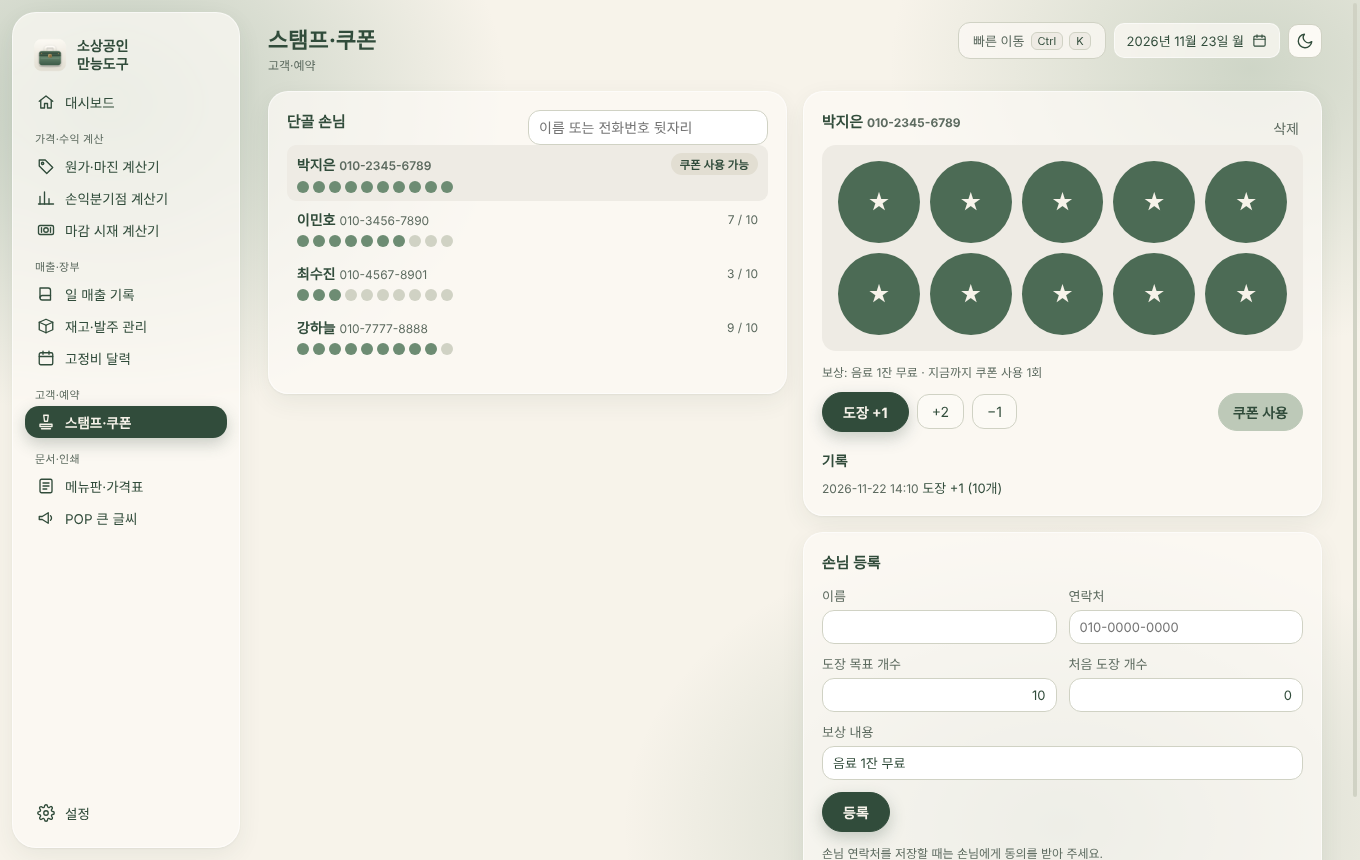 소상공인
만능도구
대시보드
가격·수익 계산
원가·마진 계산기
손익분기점 계산기
마감 시재 계산기
매출·장부
일 매출 기록
재고·발주 관리
고정비 달력
고객·예약
스탬프·쿠폰
문서·인쇄
메뉴판·가격표
POP 큰 글씨
설정
스탬프·쿠폰
고객·예약
빠른 이동 Ctrl K
2026년 11월 23일 월
단골 손님
이름 또는 전화번호 뒷자리
박지은 010-2345-6789 쿠폰 사용 가능
이민호 010-3456-7890 7 / 10
최수진 010-4567-8901 3 / 10
강하늘 010-7777-8888 9 / 10
박지은 010-2345-6789
삭제
보상: 음료 1잔 무료 · 지금까지 쿠폰 사용 1회
도장 +1 +2 −1 쿠폰 사용
기록
2026-11-22 14:10 도장 +1 (10개)
손님 등록
이름 연락처
010-0000-0000
도장 목표 개수 처음 도장 개수
10 0
보상 내용
음료 1잔 무료
등록
손님 연락처를 저장할 때는 손님에게 동의를 받아 주세요.